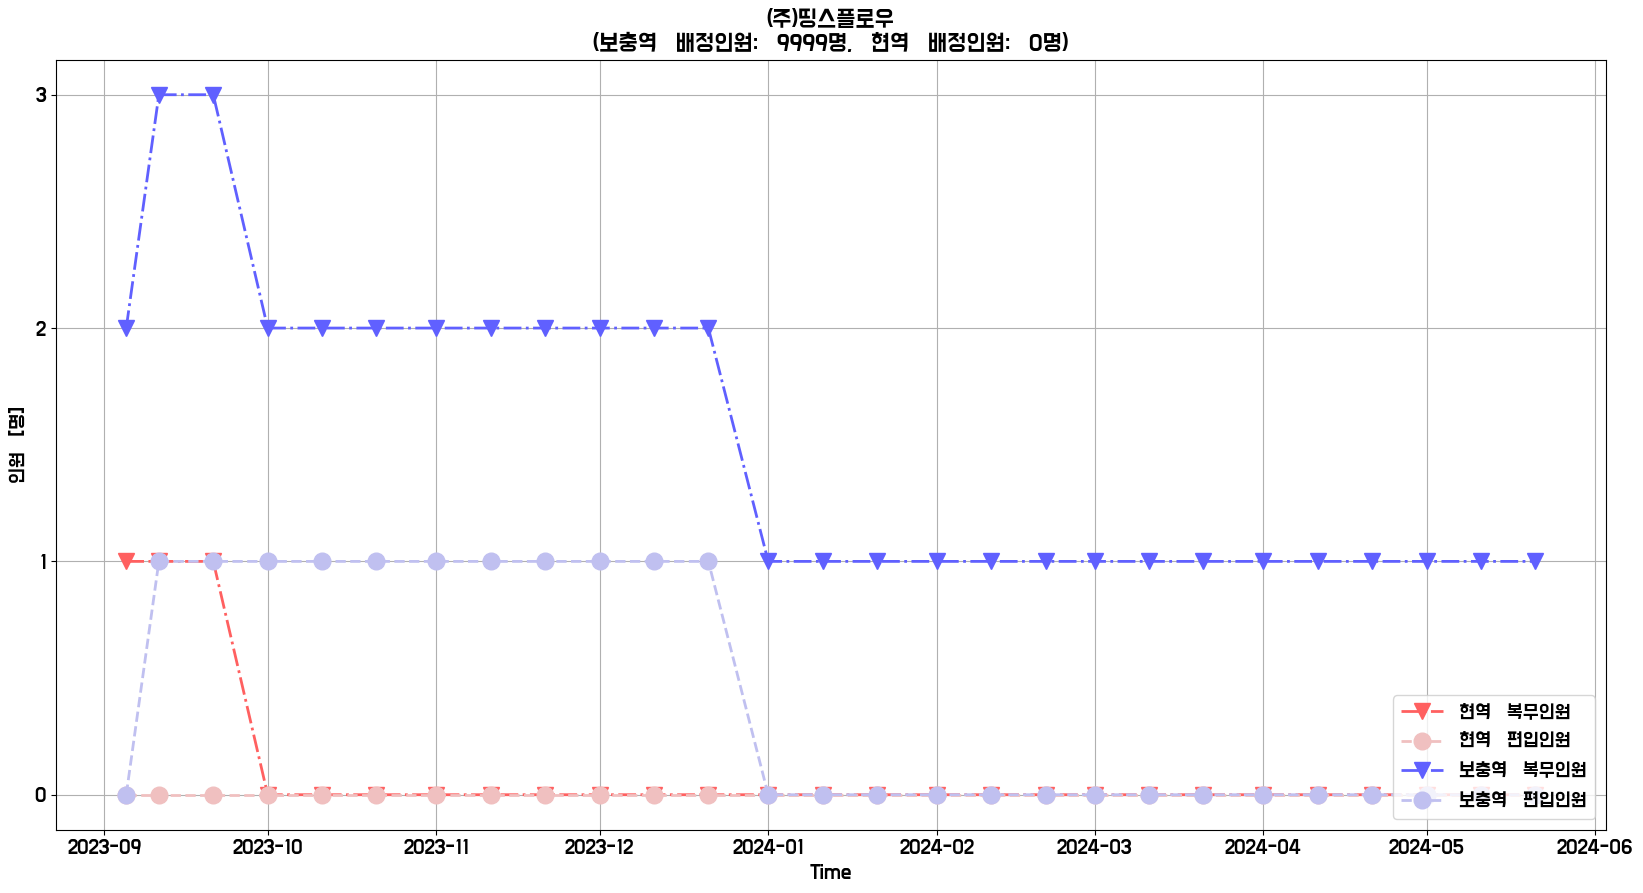 (주)띵스플로우
(보충역 배정인원: 9999명, 현역 배정인원: 0명)
인원 [명]
3
2
1
0
현역 복무인원
현역 편입인원
보충역 복무인원
보충역 편입인원
2023-09 2023-10 2023-11 2023-12 2024-01 2024-02 2024-03 2024-04 2024-05 2024-06
Time